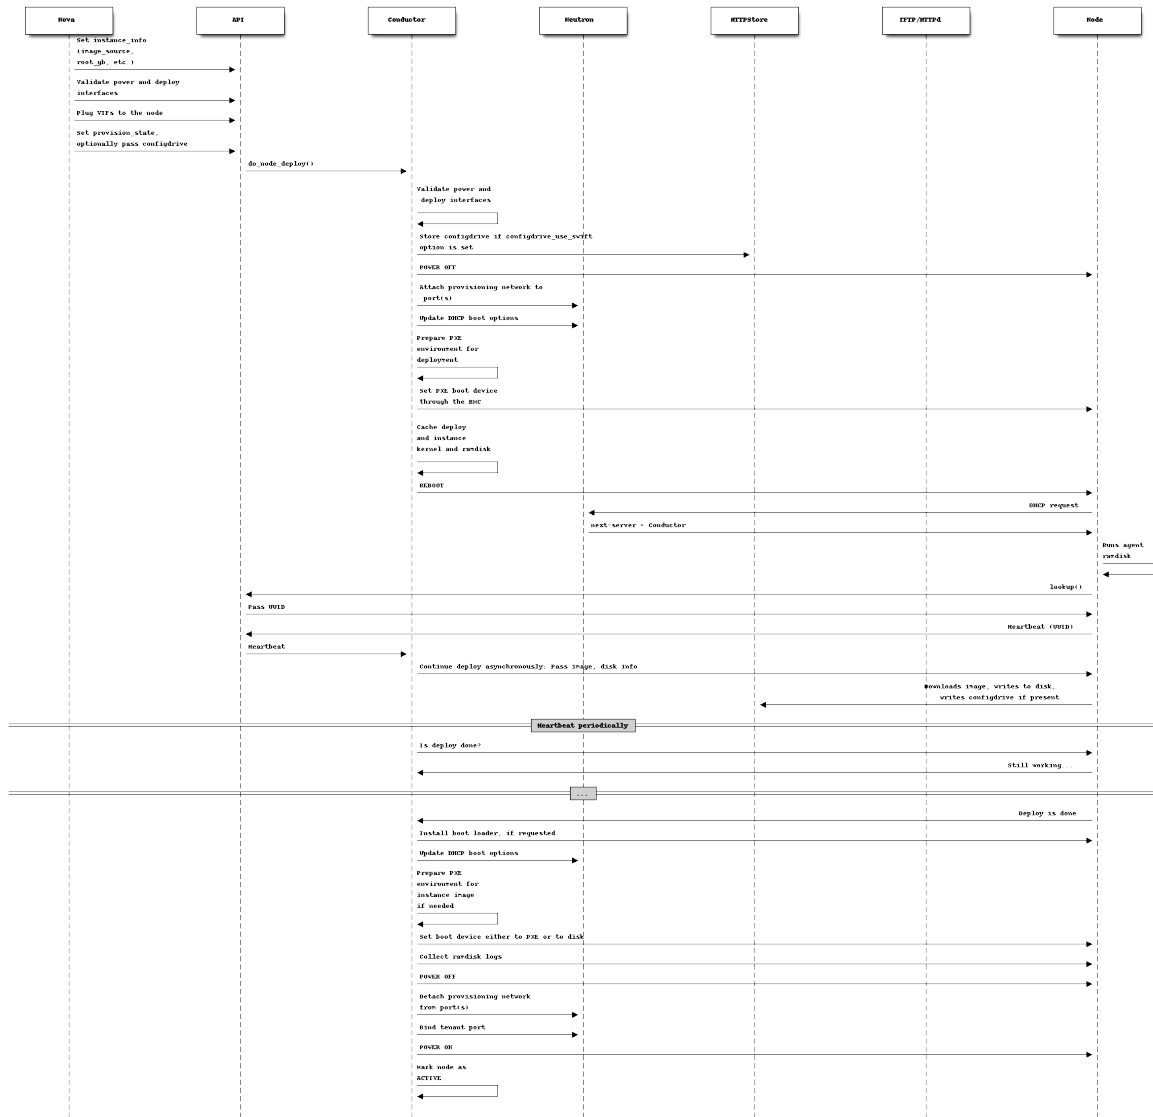 Nova
API
Conductor
Neutron
HTTPStore
TFTP/HTTPd
Node
Set instance_info
(image_source,
root_gb, etc.)
Validate power and deploy
interfaces
Plug VIFs to the node
Set provision_state,
optionally pass configdrive
do_node_deploy()
Validate power and
deploy interfaces
Store configdrive if configdrive_use_swift
option is set
POWER OFF
Attach provisioning network to
port(s)
Update DHCP boot options
Prepare PXE
environment for
deployment
Set PXE boot device
through the BMC
Cache deploy
and instance
kernel and ramdisk
REBOOT
DHCP request
next-server = Conductor
Runs agent
ramdisk
lookup()
Pass UUID
Heartbeat (UUID)
Heartbeat
Continue deploy asynchronously: Pass image, disk info
Downloads image, writes to disk,
writes configdrive if present
Heartbeat periodically
Is deploy done?
Still working...
...
Deploy is done
Install boot loader, if requested
Update DHCP boot options
Prepare PXE
environment for
instance image
if needed
Set boot device either to PXE or to disk
Collect ramdisk logs
POWER OFF
Detach provisioning network
from port(s)
Bind tenant port
POWER ON
Mark node as
ACTIVE